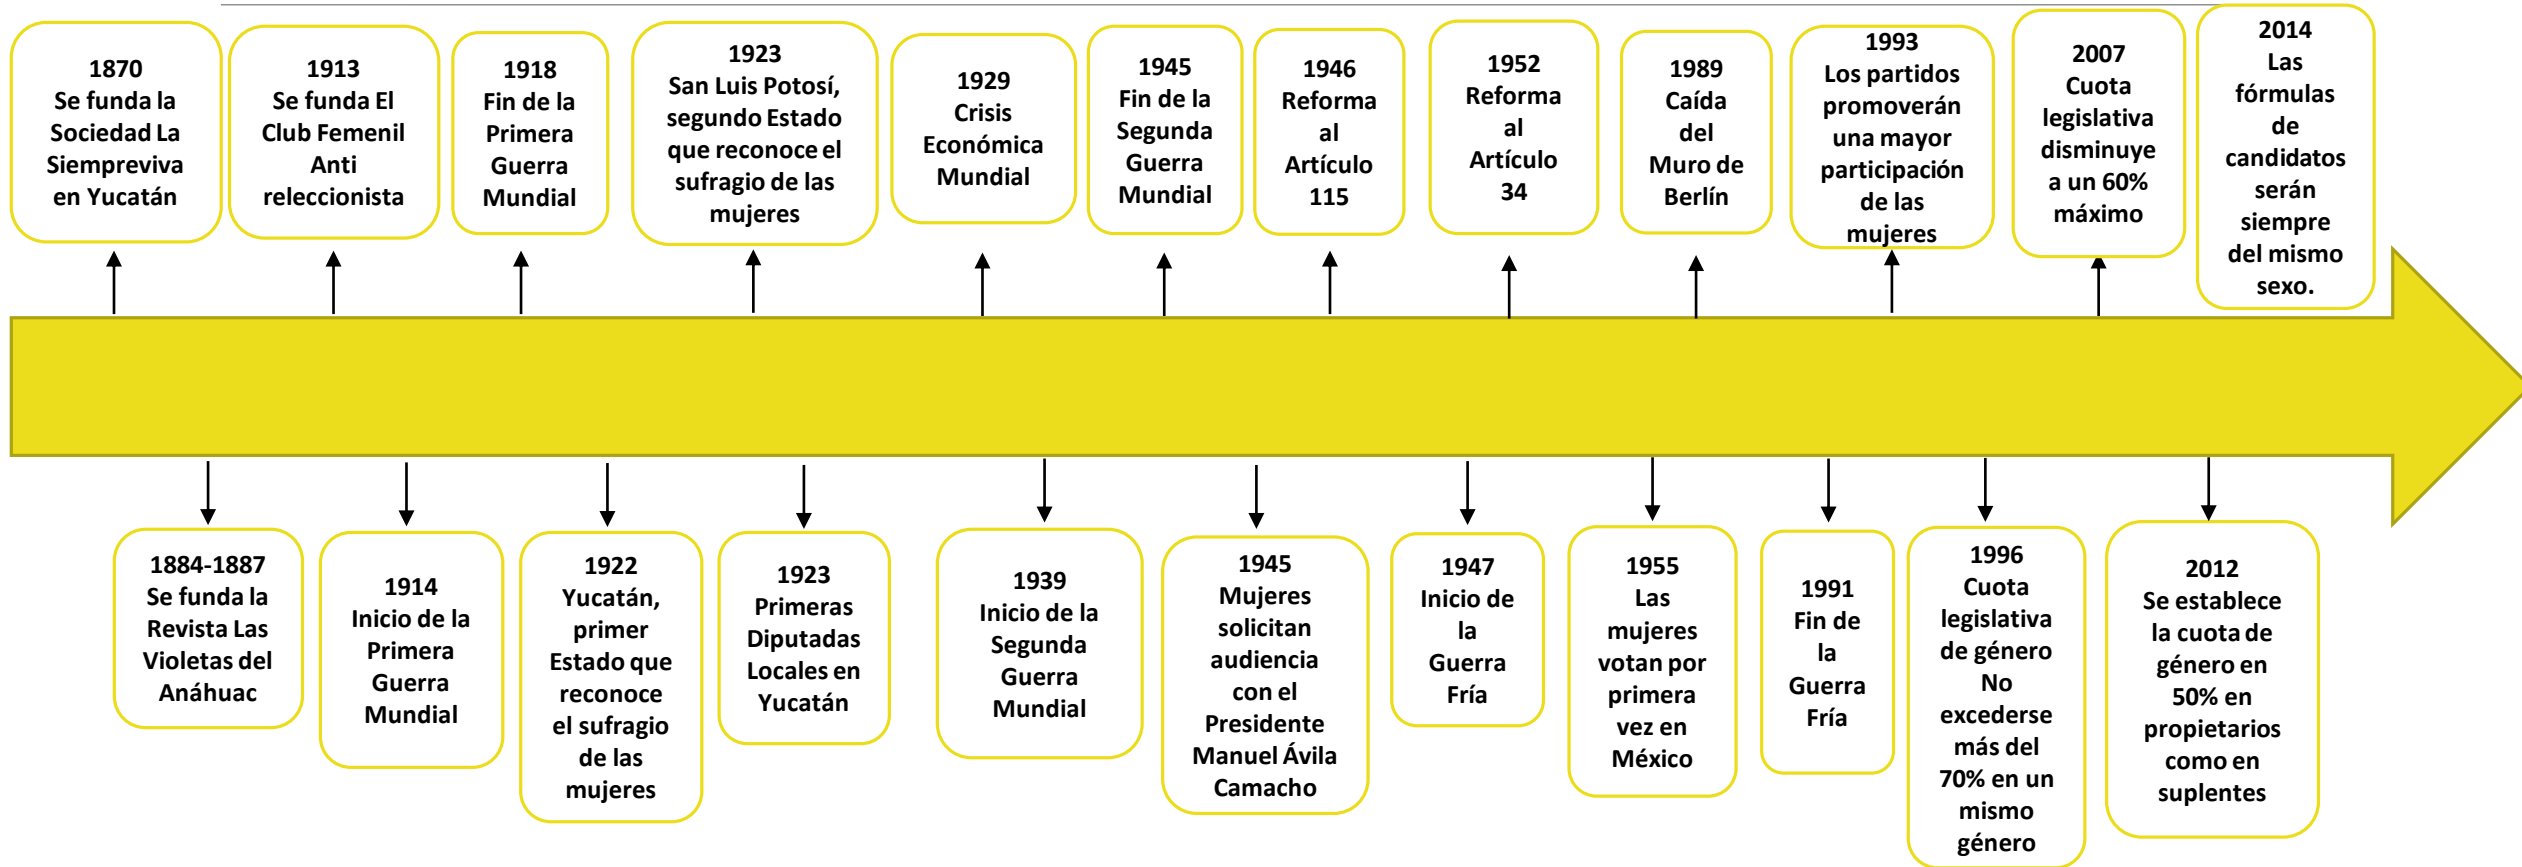 1870
Se funda la
Sociedad La
Siempreviva
en Yucatán
1913
Se funda El
Club Femenil
Anti
releccionista
1918
Fin de la
Primera
Guerra
Mundial
1923
San Luis Potosí,
segundo Estado
que reconoce el
sufragio de las
mujeres
1929
Crisis
Económica
Mundial
1945
Fin de la
Segunda
Guerra
Mundial
1946
Reforma
al
Artículo
115
1952
Reforma
al
Artículo
34
1989
Caída
del
Muro de
Berlín
1993
Los partidos
promoverán
una mayor
participación
de las
mujeres
2007
Cuota
legislativa
disminuye
a un 60%
máximo
2014
Las
fórmulas
de
candidatos
serán
siempre
del mismo
sexo.
1884-1887
Se funda la
Revista Las
Violetas del
Anáhuac
1914
Inicio de la
Primera
Guerra
Mundial
1922
Yucatán,
primer
Estado que
reconoce
el sufragio
de las
mujeres
1923
Primeras
Diputadas
Locales en
Yucatán
1939
Inicio de la
Segunda
Guerra
Mundial
1945
Mujeres
solicitan
audiencia
con el
Presidente
Manuel Ávila
Camacho
1947
Inicio de
la
Guerra
Fría
1955
Las
mujeres
votan por
primera
vez en
México
1991
Fin de
la
Guerra
Fría
1996
Cuota
legislativa
de género
No
excederse
más del
70% en un
mismo
género
2012
Se establece
la cuota de
género en
50% en
propietarios
como en
suplentes